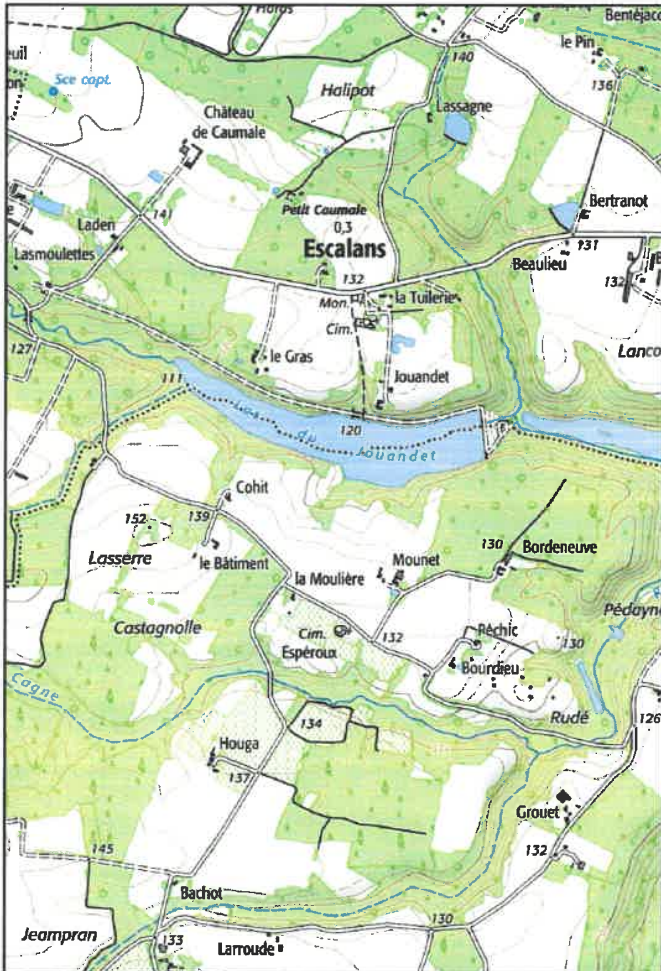 Bentéjac
le Pin
140
136
euil
Sce capt.
Halipot
Lassagne
Château
de Caumale
141
Laden
Lasmoulettes
Petit Caumale
0,3
Escalans
132
Bertranot
131
Beaulieu
132
Mon.
la Tuilerie
Cim.
127
le Gras
Jouandet
Lanco
111
120
Lac du
Jouandet
Cohit
152
139
Lasserre
le Bâtiment
Mounet
130
Bordeneuve
la Moulière
Castagnolle
Cim.
Espéroux
132
Péchic
130
Pédayn
Bourdieu
Cagne
134
Rudé
126
Houga
137
Grouet
132
145
Bachot
130
Jeampran
133
Larroude